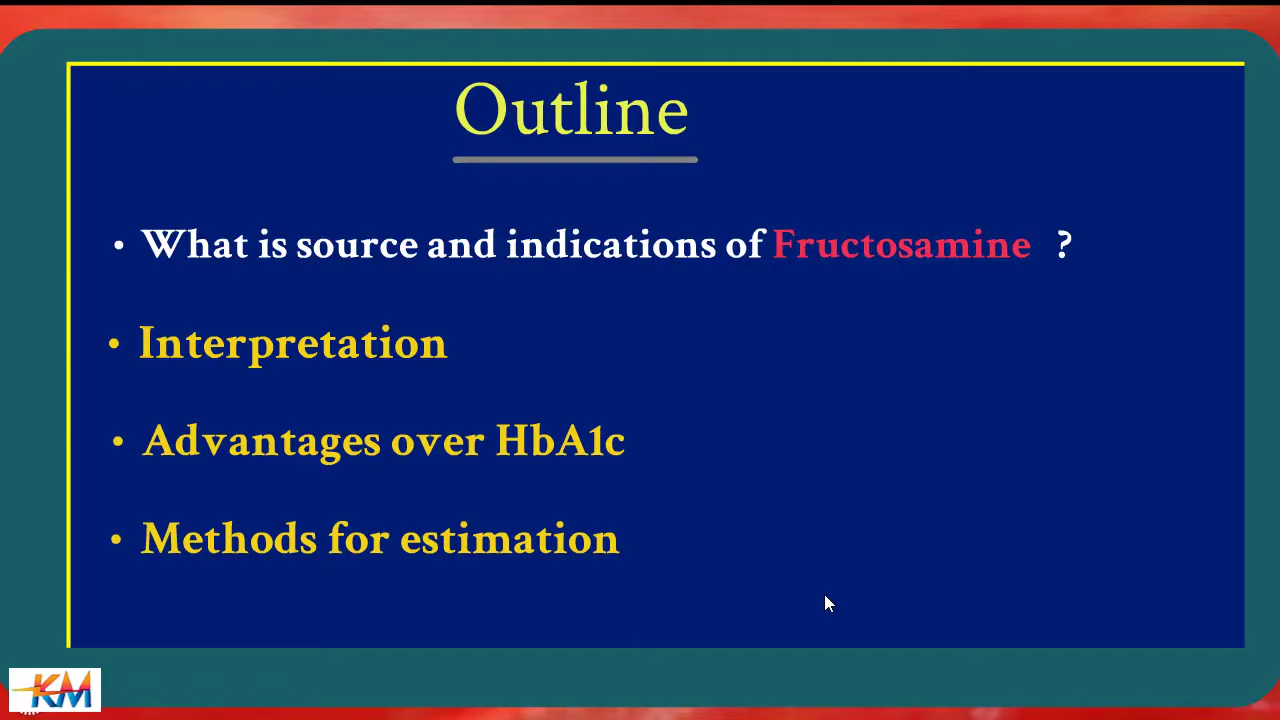 Outline
• What is source and indications of Fructosamine ?
• Interpretation
• Advantages over HbA1c
• Methods for estimation
KM